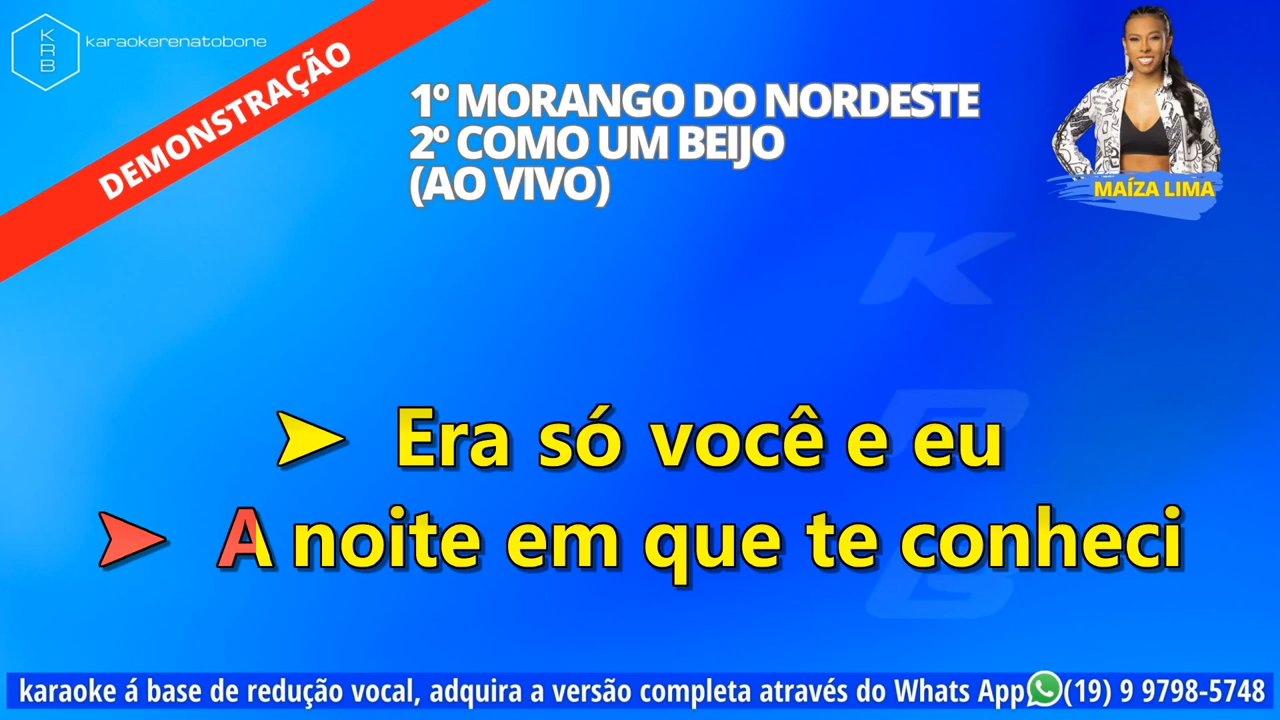 KRB
karaokerenatobone
DEMONSTRAÇÃO
1º MORANGO DO NORDESTE
2º COMO UM BEIJO
(AO VIVO)
MAÍZA LIMA
K
R
B
➤ Era só você e eu
➤ A noite em que te conheci
karaoke á base de redução vocal, adquira a versão completa através do Whats App (19) 9 9798-5748